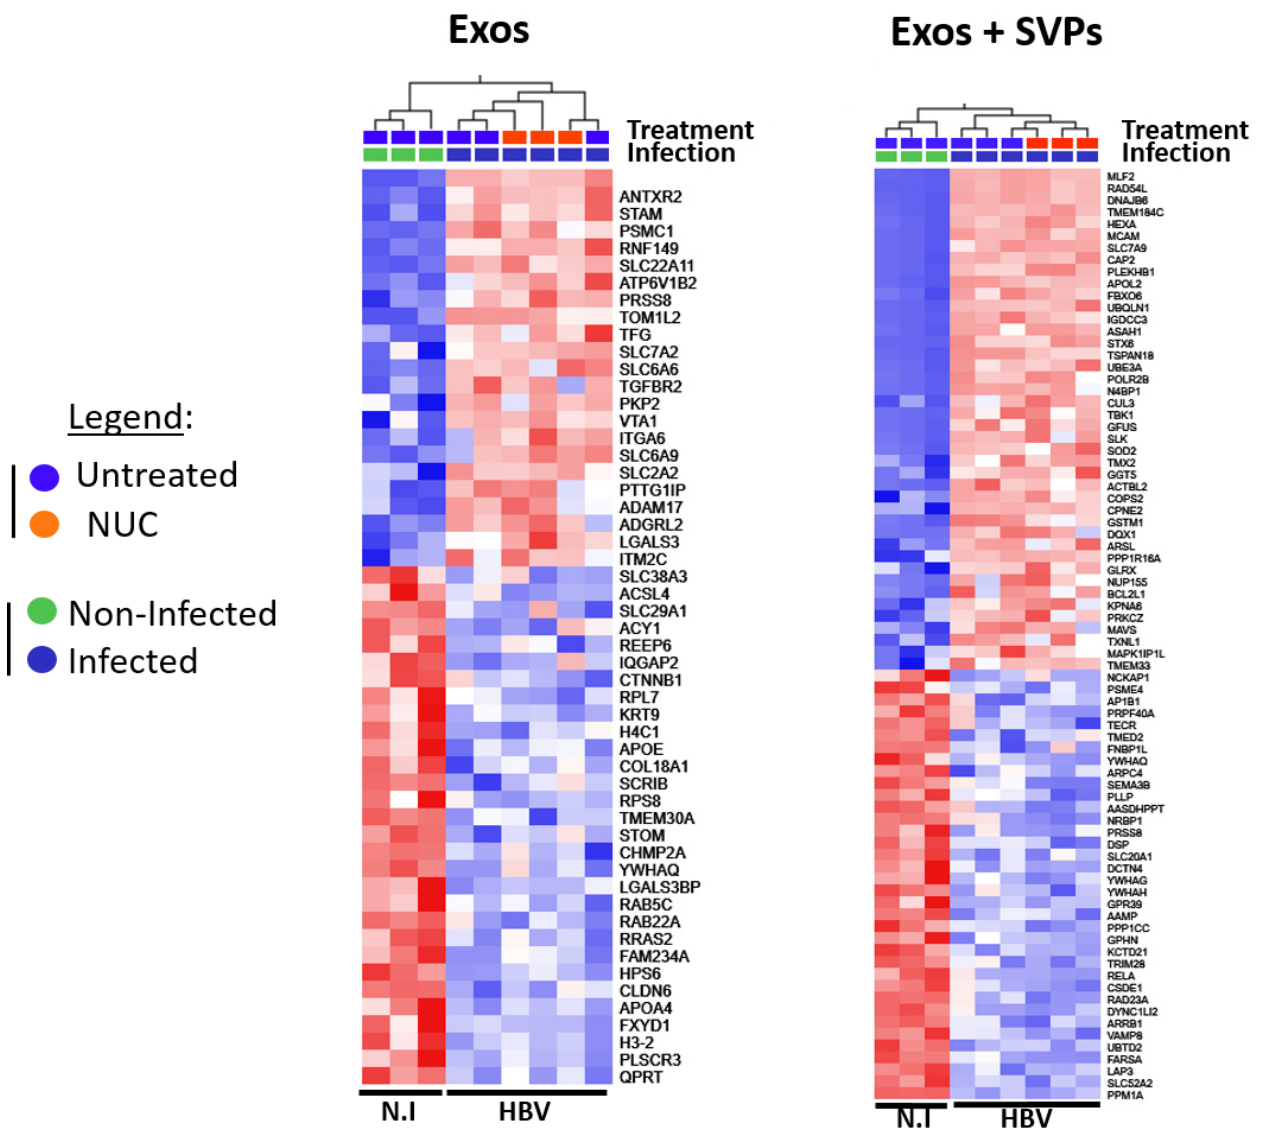 Exos
Exos + SVPs
Treatment
Infection
Treatment
Infection
Legend:
Untreated
NUC
Non-Infected
Infected
ANTXR2
STAM
PSMC1
RNF149
SLC22A11
ATP6V1B2
PRSS8
TOM1L2
TFG
SLC7A2
SLC6A6
TGFBR2
PKP2
VTA1
ITGA6
SLC6A9
SLC2A2
PTTG1IP
ADAM17
ADGRL2
LGALS3
ITM2C
SLC38A3
ACSL4
SLC29A1
ACY1
REEP6
IQGAP2
CTNNB1
RPL7
KRT9
H4C1
APOE
COL18A1
SCRIB
RPS8
TMEM30A
STOM
CHMP2A
YWHAQ
LGALS3BP
RAB5C
RAB22A
RRAS2
FAM234A
HPS6
CLDN6
APOA4
FXYD1
H3-2
PLSCR3
QPRT
N.I
HBV
MLF2
RAD54L
DNAJB6
TMEM184C
HEXA
MCAM
SLC7A9
CAP2
PLEKHB1
APOL2
FBXO6
UBQLN1
IGDCC3
ASAH1
STX6
TSPAN18
UBE3A
POLR2B
N4BP1
CUL3
TBK1
GFUS
SLK
SOD2
TMX2
GGT5
ACTBL2
COPS2
CPNE2
GSTM1
DQX1
ARSL
PPP1R16A
GLRX
NUP155
BCL2L1
KPNA6
PRKCZ
MAVS
TXNL1
MAPK1IP1L
TMEM33
NCKAP1
PSME4
AP1B1
PRPF40A
TECR
TMED2
FNBP1L
YWHAQ
ARPC4
SEMA3B
PLLP
AASDHPPT
NRBP1
PRSS8
DSP
SLC20A1
DCTN4
YWHAG
YWHAH
GPR39
AAMP
PPP1CC
GPHN
KCTD21
TRIM28
RELA
CSDE1
RAD23A
DYNC1LI2
ARRB1
VAMP8
UBTD2
FARSA
LAP3
SLC52A2
PPM1A
N.I
HBV